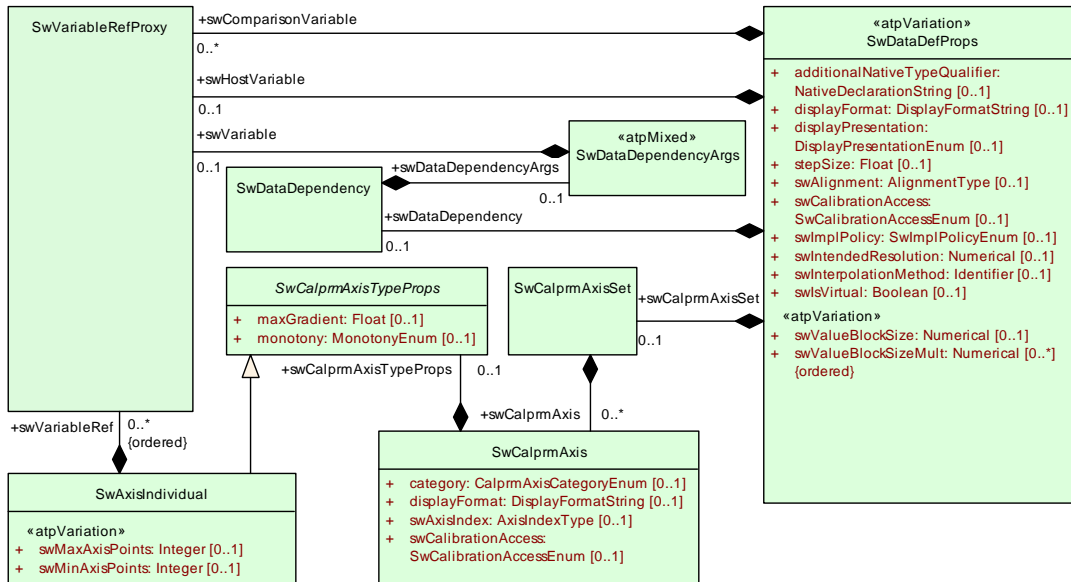 SwVariableRefProxy
+swComparisonVariable
0..*
+swHostVariable
0..1
+swVariable
0..1
«atpVariation»
SwDataDefProps
+ additionalNativeTypeQualifier:
NativeDeclarationString [0..1]
+ displayFormat: DisplayFormatString [0..1]
+ displayPresentation:
DisplayPresentationEnum [0..1]
+ stepSize: Float [0..1]
+ swAlignment: AlignmentType [0..1]
+ swCalibrationAccess:
SwCalibrationAccessEnum [0..1]
+ swImplPolicy: SwImplPolicyEnum [0..1]
+ swIntendedResolution: Numerical [0..1]
+ swInterpolationMethod: Identifier [0..1]
+ swIsVirtual: Boolean [0..1]
«atpVariation»
+ swValueBlockSize: Numerical [0..1]
+ swValueBlockSizeMult: Numerical [0..*]
{ordered}
«atpMixed»
SwDataDependencyArgs
+swDataDependencyArgs
0..1
SwDataDependency
+swDataDependency
0..1
SwCalprmAxisTypeProps
+ maxGradient: Float [0..1]
+ monotony: MonotonyEnum [0..1]
+swCalprmAxisTypeProps
0..1
SwCalprmAxisSet
+swCalprmAxisSet
0..1
+swCalprmAxis
0..*
+swVariableRef
0..*
{ordered}
SwAxisIndividual
«atpVariation»
+ swMaxAxisPoints: Integer [0..1]
+ swMinAxisPoints: Integer [0..1]
SwCalprmAxis
+ category: CalprmAxisCategoryEnum [0..1]
+ displayFormat: DisplayFormatString [0..1]
+ swAxisIndex: AxisIndexType [0..1]
+ swCalibrationAccess:
SwCalibrationAccessEnum [0..1]